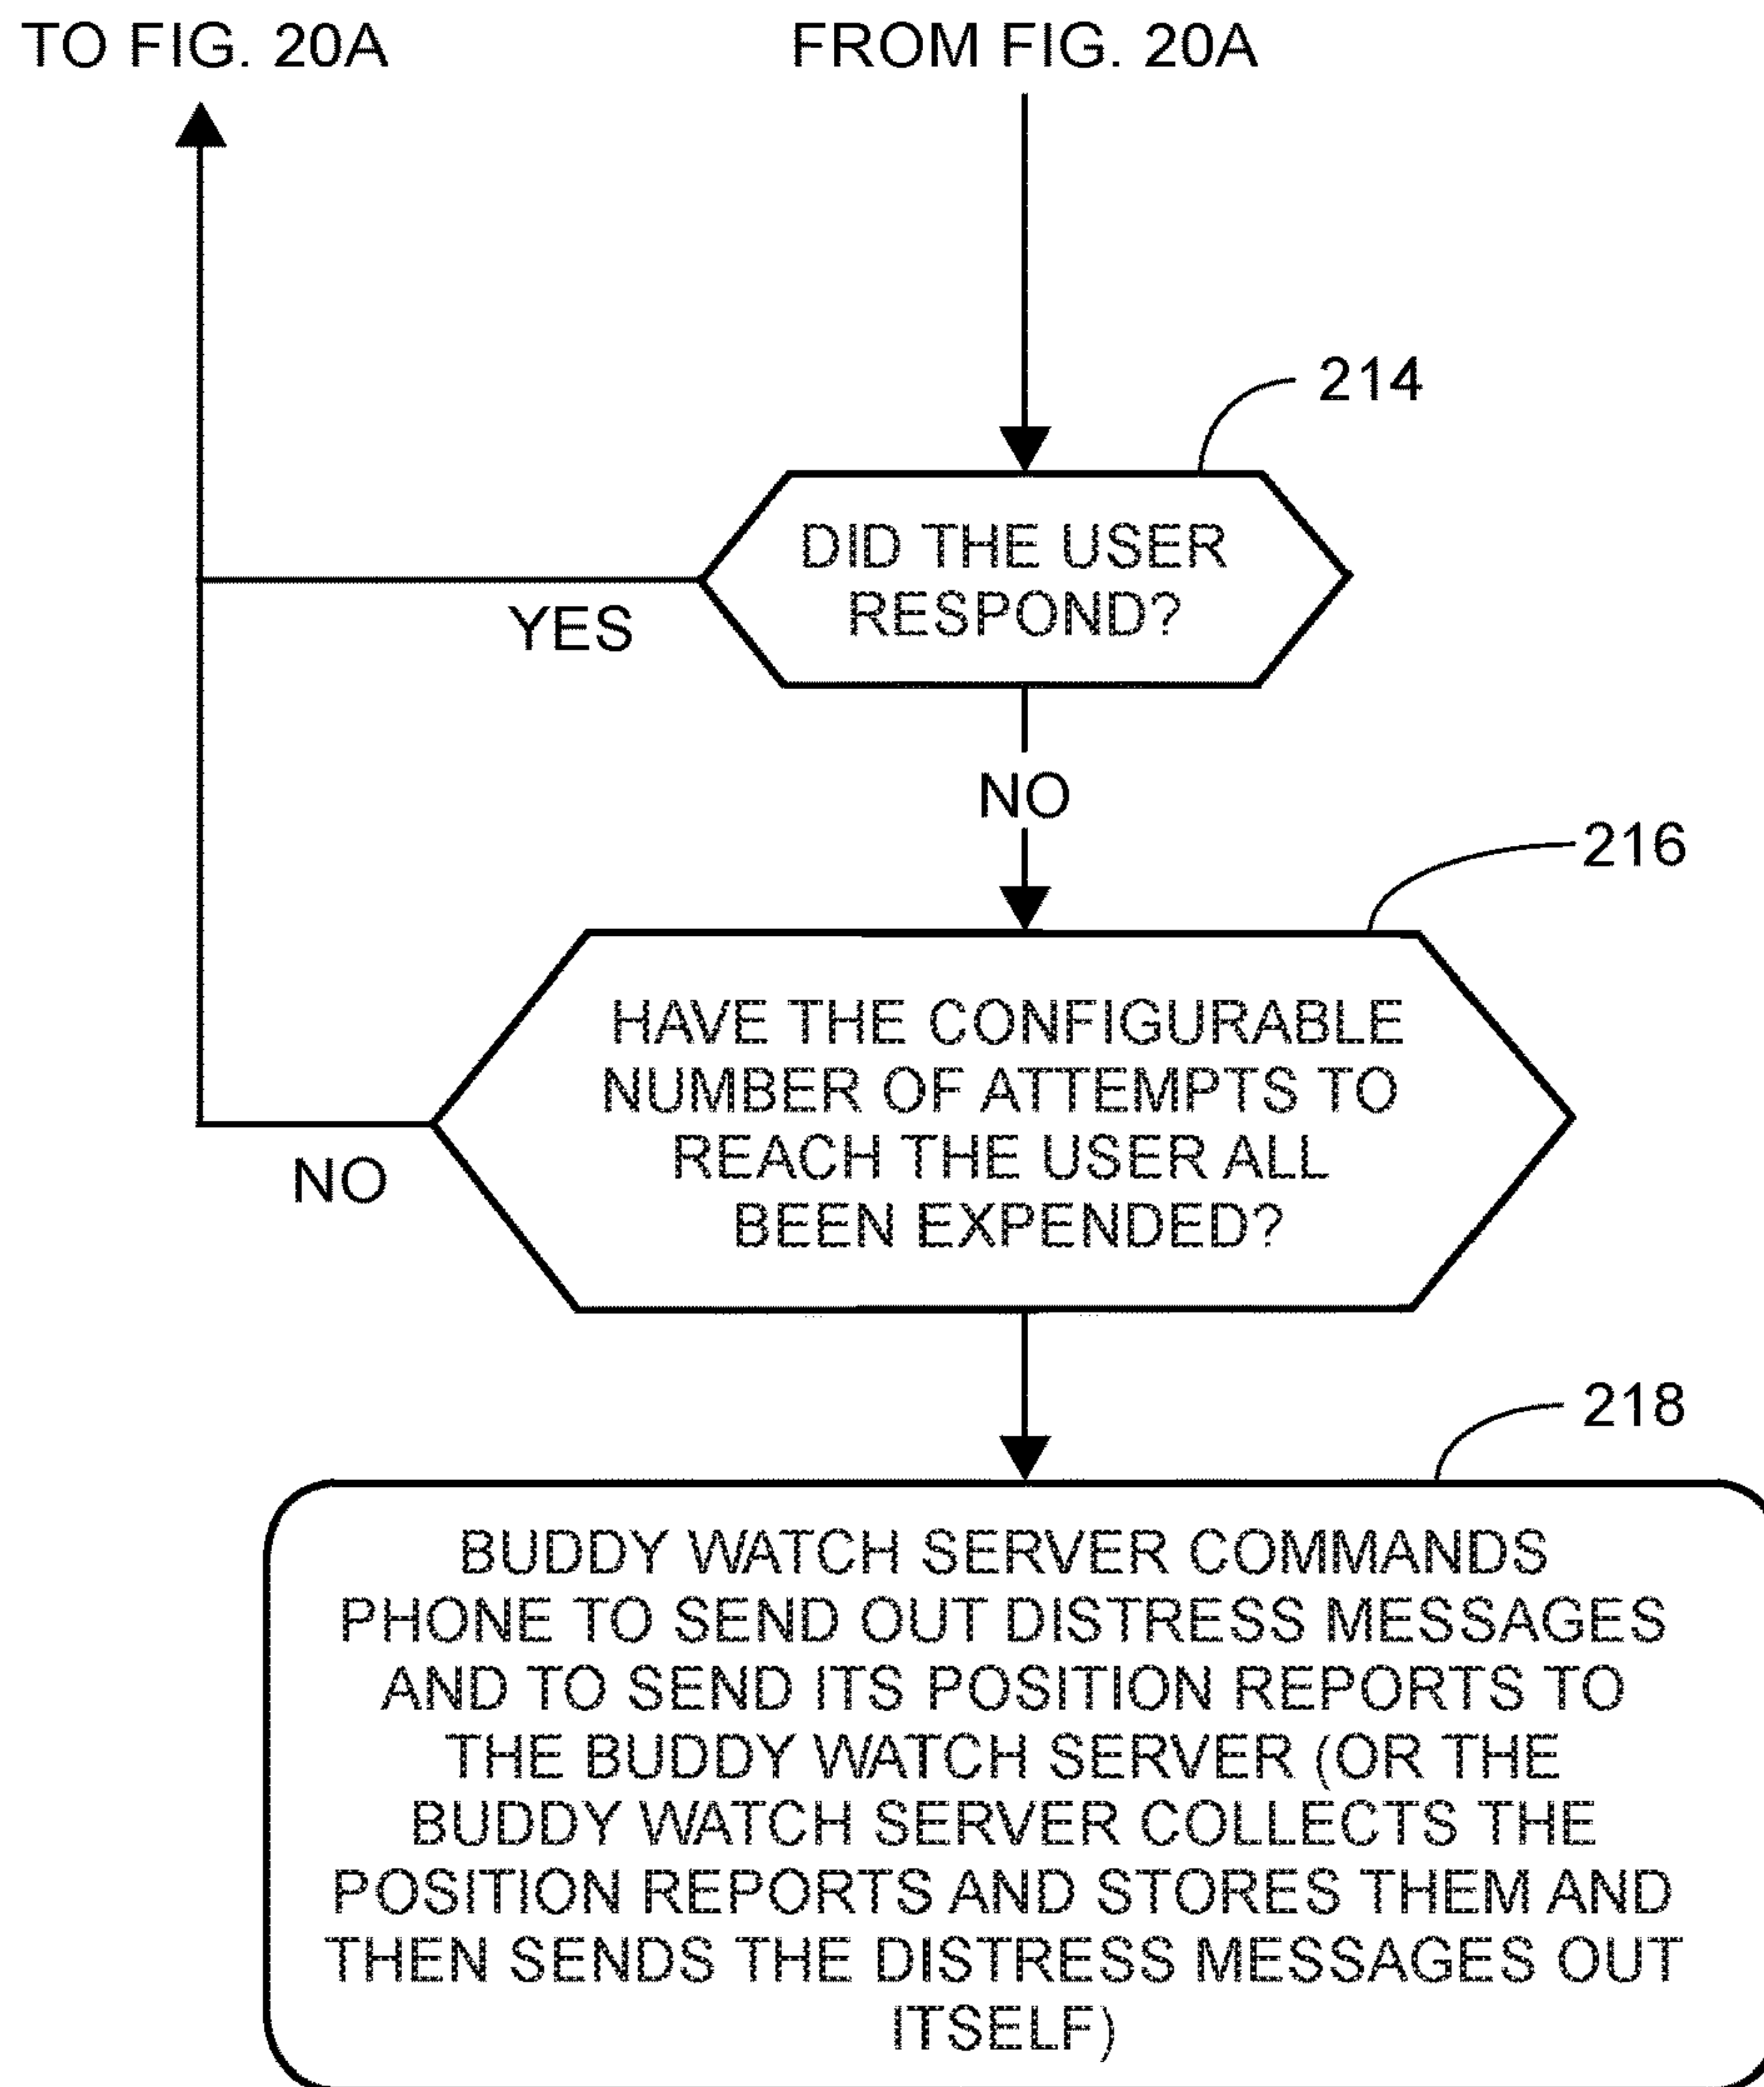 TO FIG. 20A
FROM FIG. 20A
214
DID THE USER
RESPOND?
YES
NO
216
HAVE THE CONFIGURABLE
NUMBER OF ATTEMPTS TO
REACH THE USER ALL
BEEN EXPENDED?
NO
218
BUDDY WATCH SERVER COMMANDS
PHONE TO SEND OUT DISTRESS MESSAGES
AND TO SEND ITS POSITION REPORTS TO
THE BUDDY WATCH SERVER (OR THE
BUDDY WATCH SERVER COLLECTS THE
POSITION REPORTS AND STORES THEM AND
THEN SENDS THE DISTRESS MESSAGES OUT
ITSELF)